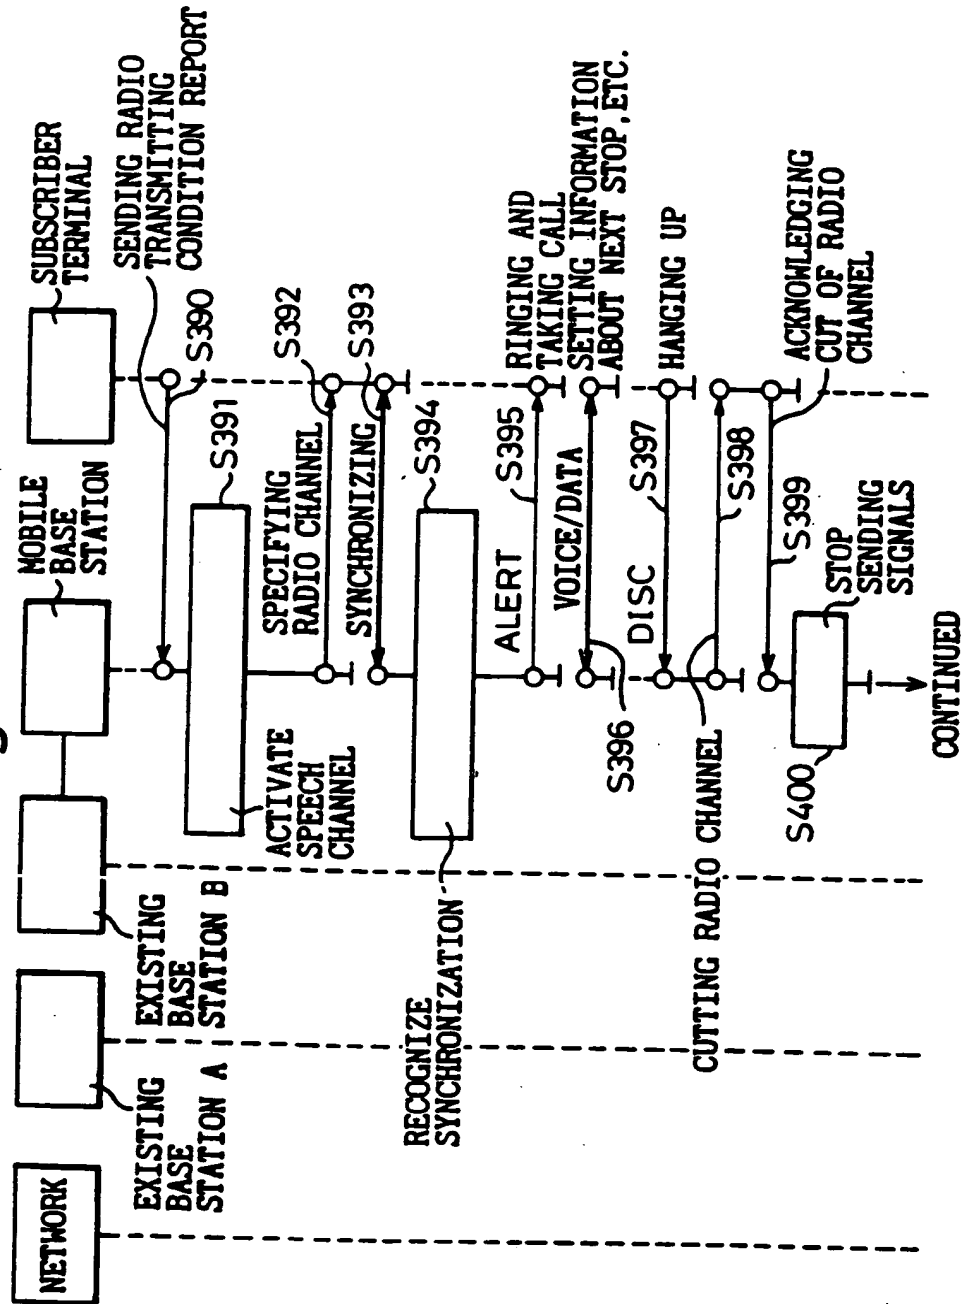 NETWORK
EXISTING
BASE
STATION A
EXISTING
BASE
STATION B
MOBILE
BASE
STATION
SUBSCRIBER
TERMINAL
SENDING RADIO
TRANSMITTING
CONDITION REPORT
S390
S391
ACTIVATE
SPEECH
CHANNEL
SPECIFYING
RADIO CHANNEL
S392
SYNCHRONIZING
S393
S394
RECOGNIZE
SYNCHRONIZATION
ALERT
S395
RINGING AND
TAKING CALL
VOICE/DATA
SETTING INFORMATION
ABOUT NEXT STOP,ETC.
S396
DISC
S397
HANGING UP
CUTTING RADIO CHANNEL
S398
S399
ACKNOWLEDGING
CUT OF RADIO
CHANNEL
S400
STOP
SENDING
SIGNALS
CONTINUED